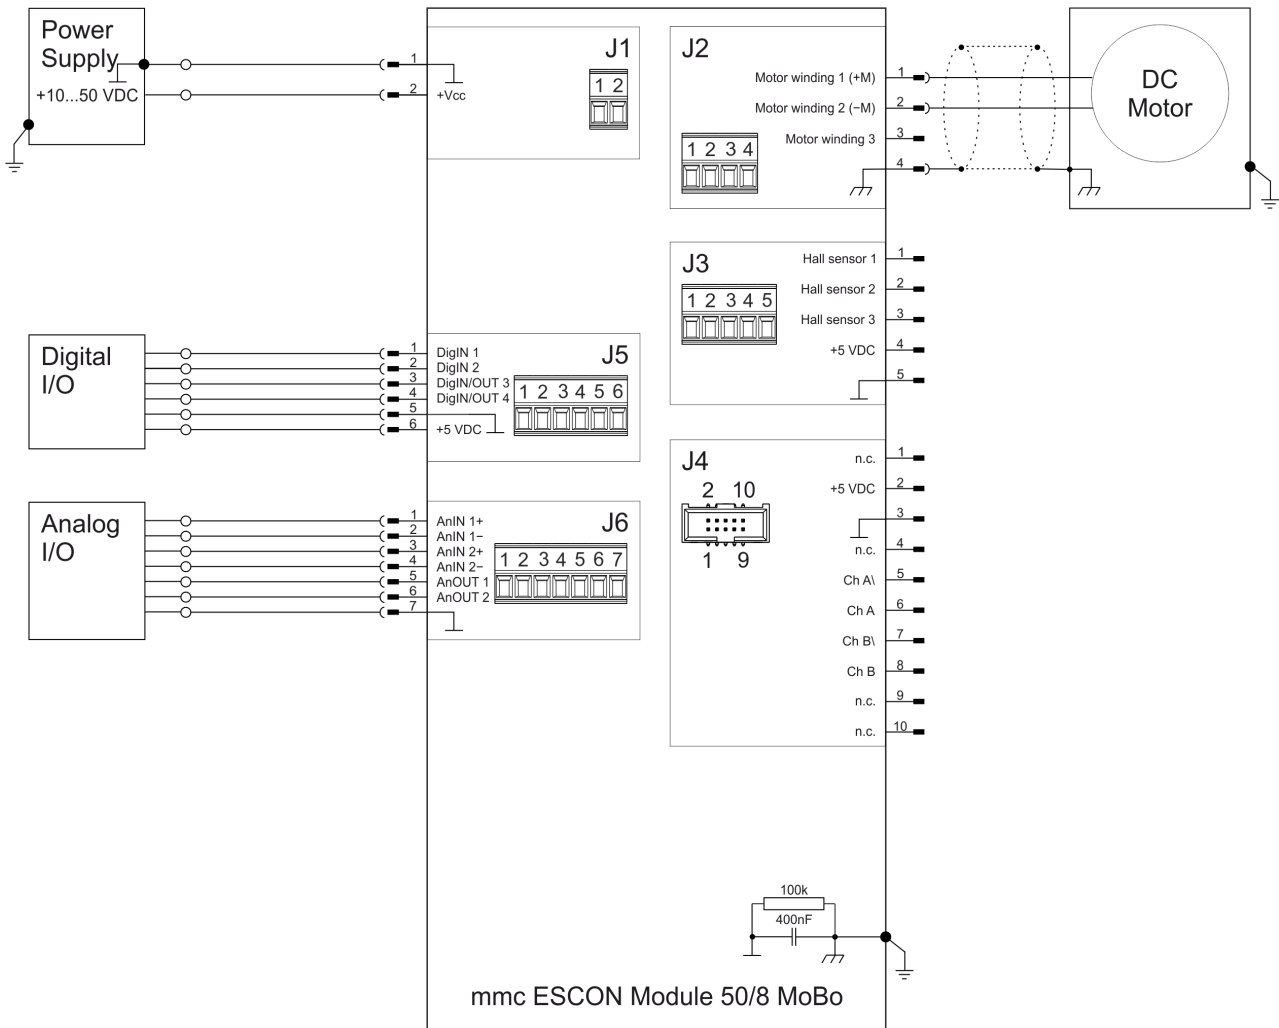 Power
Supply
+10...50 VDC
1
2
+Vcc
J1
1 2
J2
Motor winding 1 (+M)
1
Motor winding 2 (−M)
2
Motor winding 3
3
4
1 2 3 4
DC
Motor
J3
1 2 3 4 5
Hall sensor 1
1
Hall sensor 2
2
Hall sensor 3
3
+5 VDC
4
5
Digital
I/O
1
DigIN 1
2
DigIN 2
3
DigIN/OUT 3
4
DigIN/OUT 4
5
6
+5 VDC
J5
1 2 3 4 5 6
J4
2 10
1 9
n.c.
1
+5 VDC
2
3
n.c.
4
Ch A\
5
Ch A
6
Ch B\
7
Ch B
8
n.c.
9
n.c.
10
Analog
I/O
1
AnIN 1+
2
AnIN 1−
3
AnIN 2+
4
AnIN 2−
5
AnOUT 1
6
AnOUT 2
7
J6
1 2 3 4 5 6 7
100k
400nF
mmc ESCON Module 50/8 MoBo